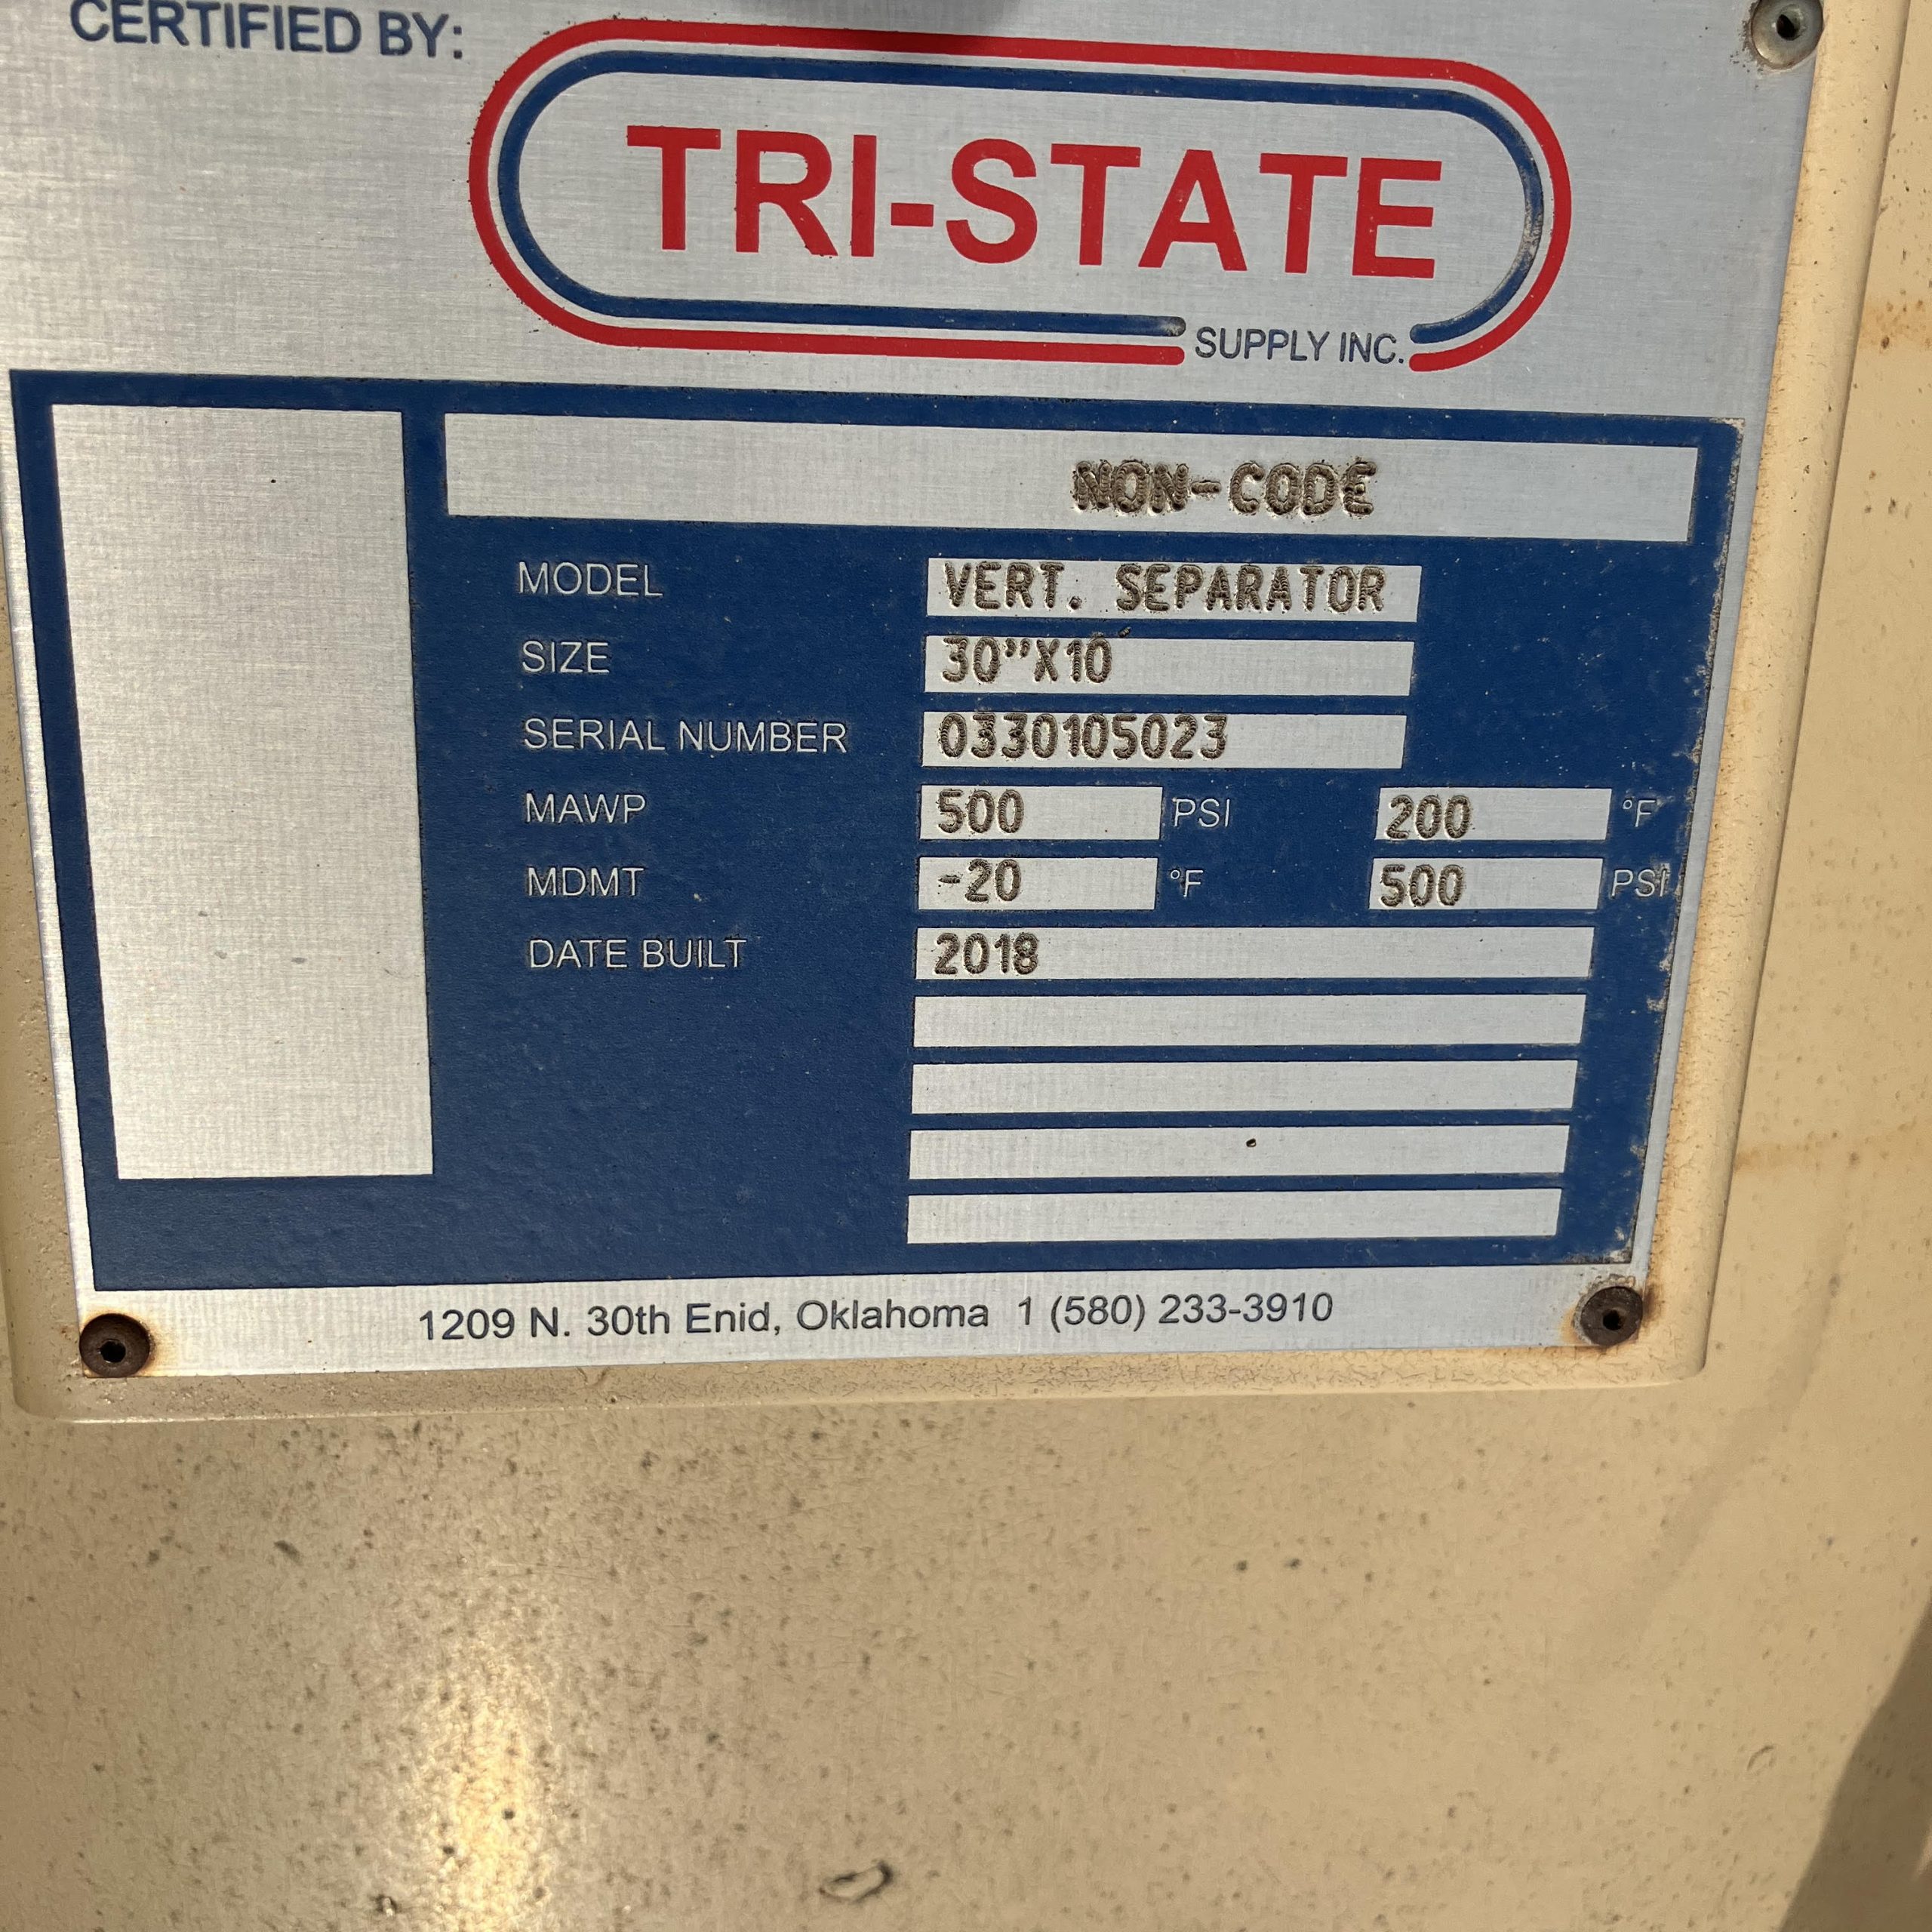 CERTIFIED BY:
TRI-STATE
SUPPLY INC.
NON-CODE
MODEL VERT. SEPARATOR
SIZE 30”X10'
SERIAL NUMBER 0330105023
MAWP 500 PSI 200 °F
MDMT -20 °F 500 PSI
DATE BUILT 2018
1209 N. 30th Enid, Oklahoma 1 (580) 233-3910